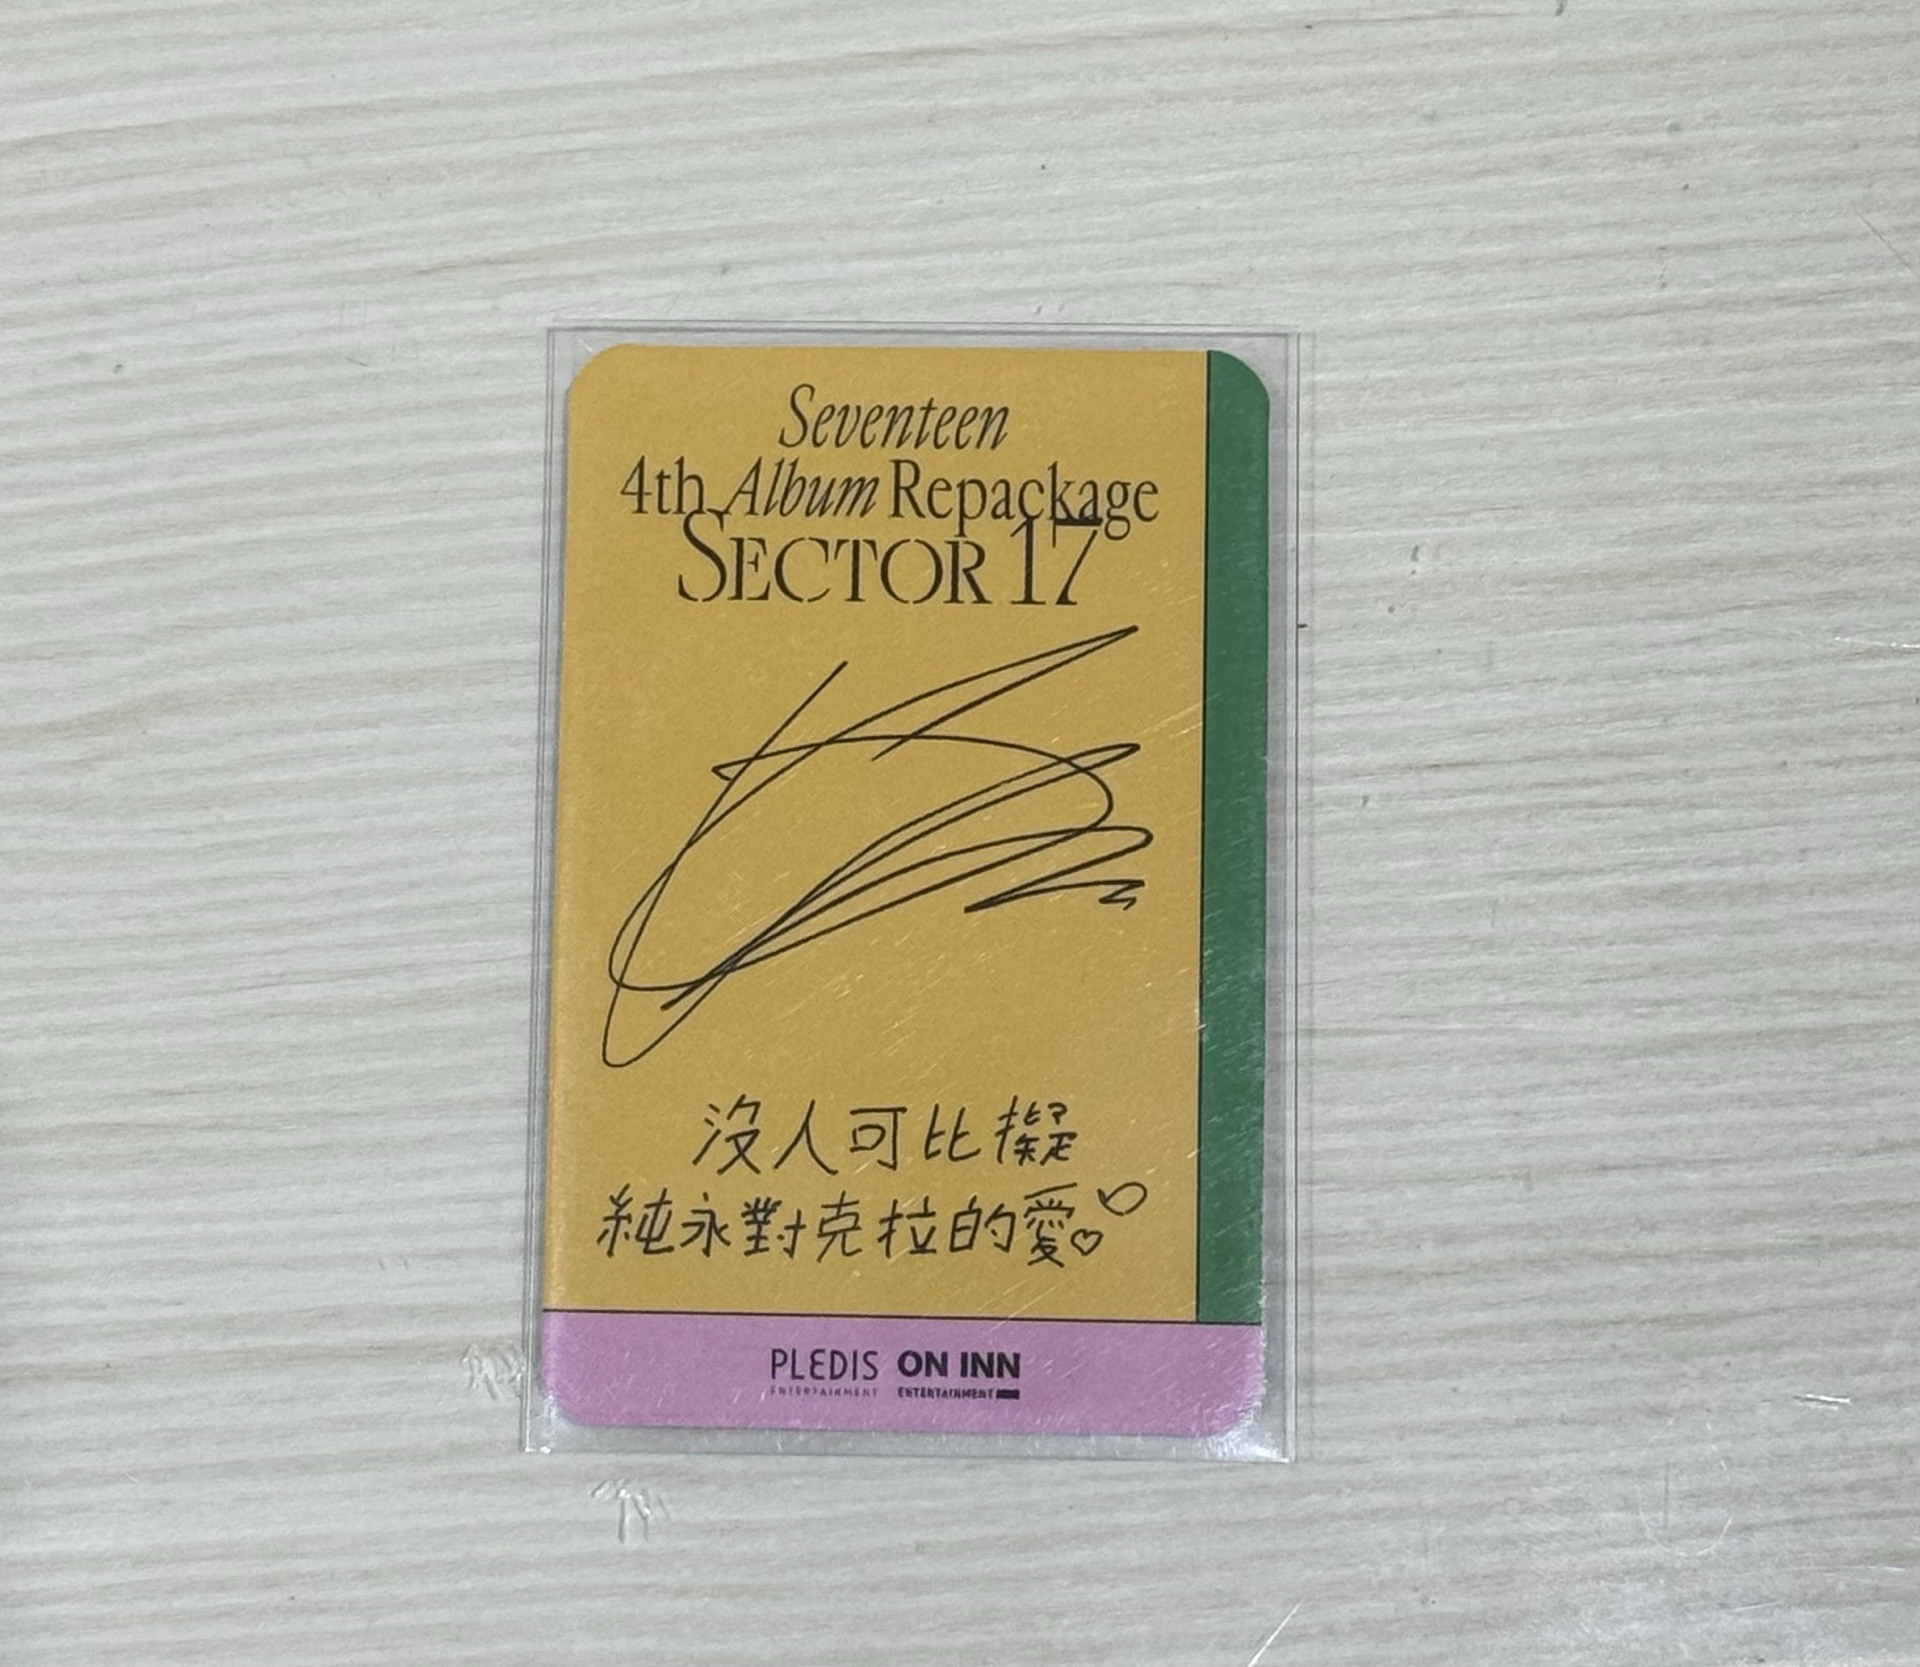 Seventeen
4th Album Repackage
SECTOR 17
沒人可比擬
純永對克拉的愛
PLEDIS ON INN
ENTERTAINMENT ENTERTAINMENT